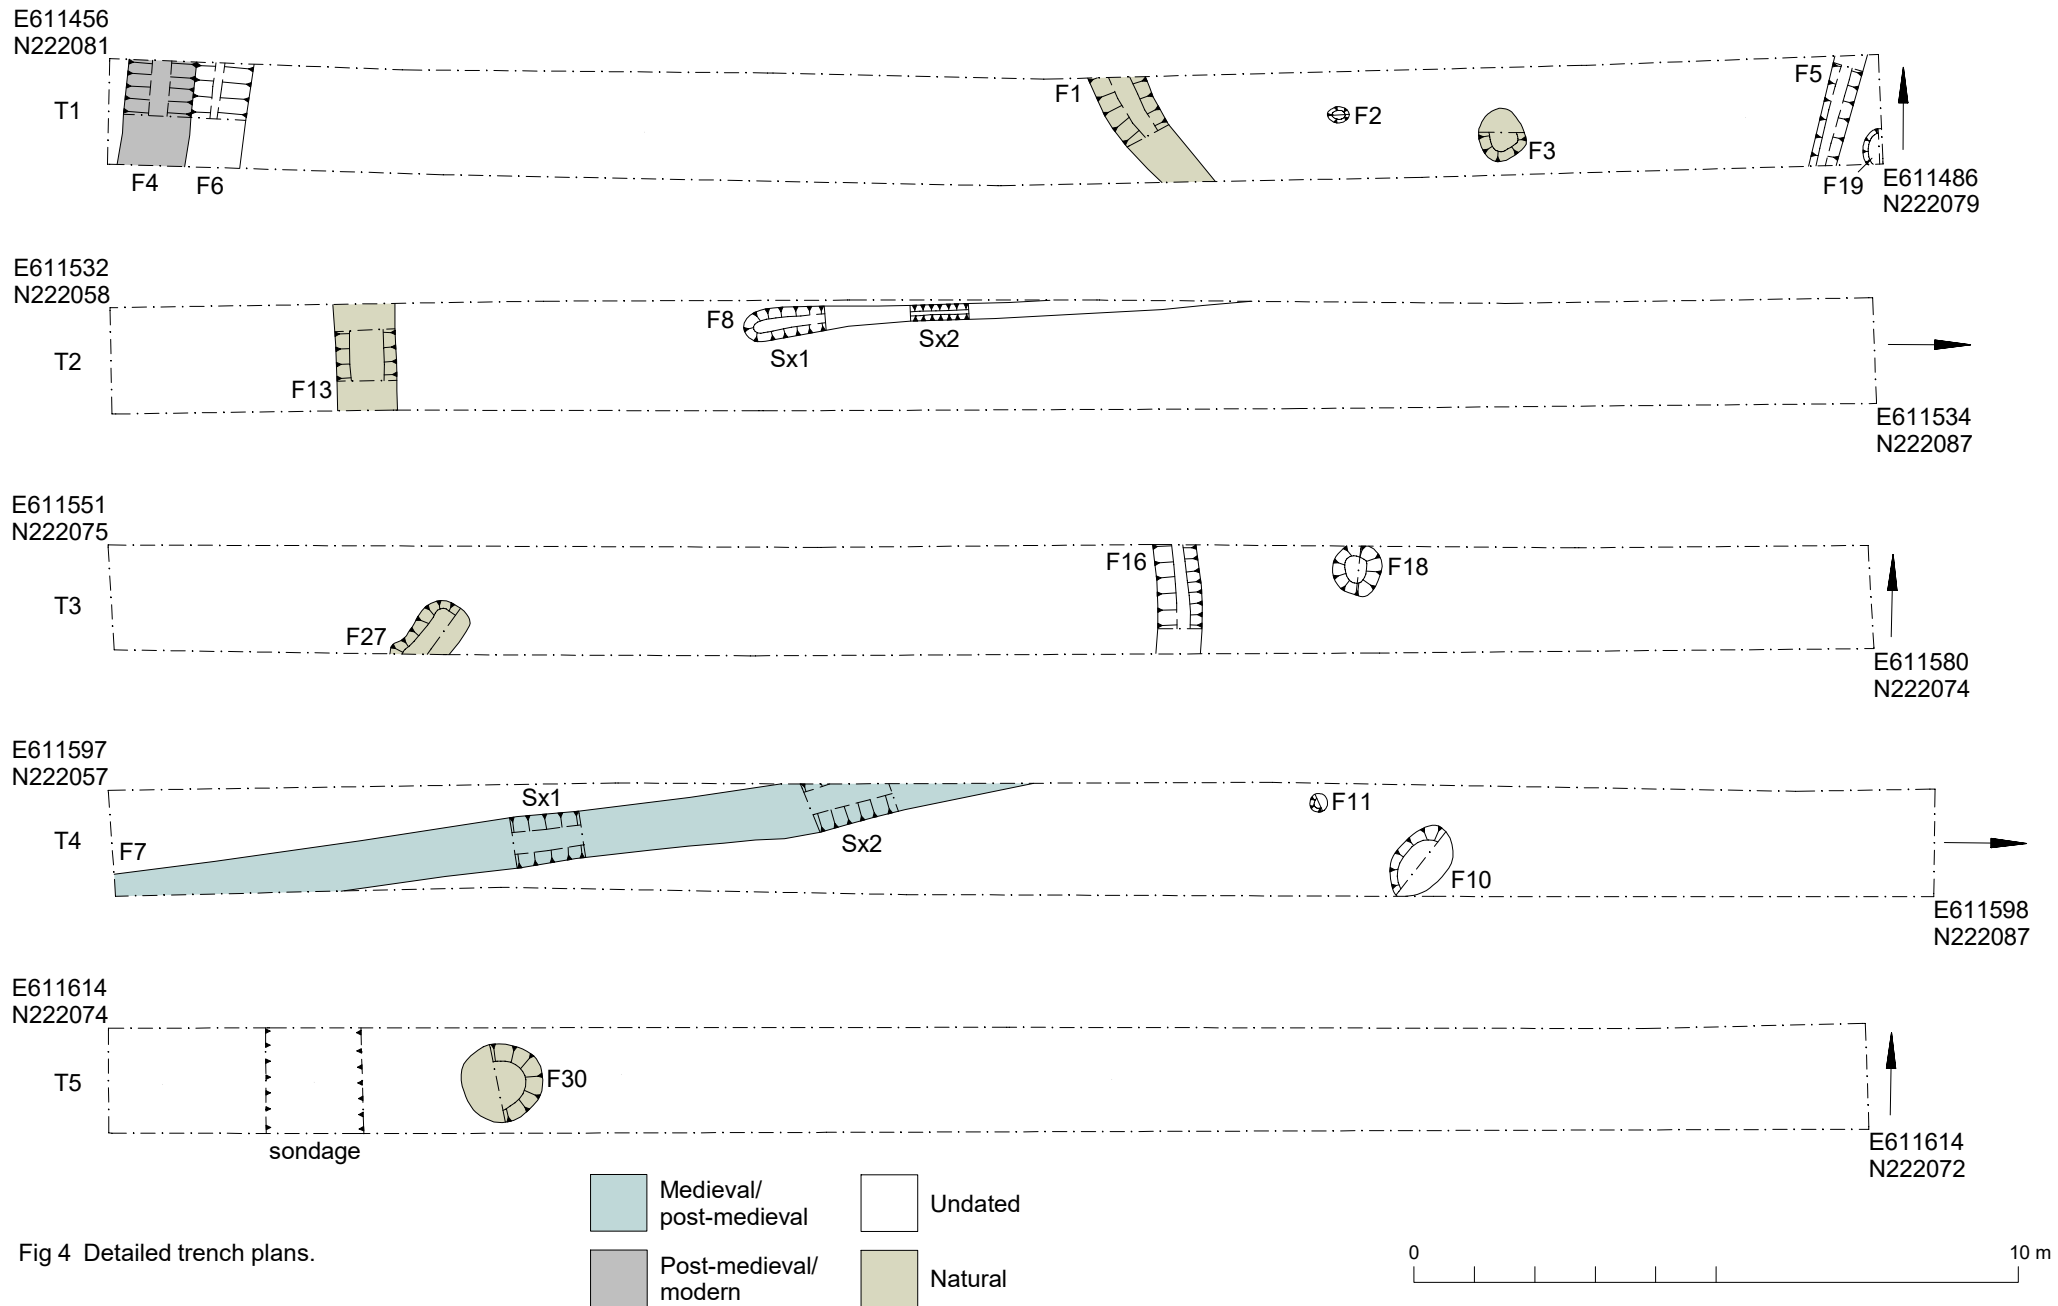 E611456
N222081
T1
F4
F6
F1
F2
F3
F5
F19
E611486
N222079
E611532
N222058
T2
F13
F8
Sx1
Sx2
E611534
N222087
E611551
N222075
T3
F27
F16
F18
E611580
N222074
E611597
N222057
T4
F7
Sx1
Sx2
F11
F10
E611598
N222087
E611614
N222074
T5
sondage
F30
E611614
N222072
Medieval/
post-medieval
Undated
Post-medieval/
modern
Natural
Fig 4 Detailed trench plans.
0
10 m